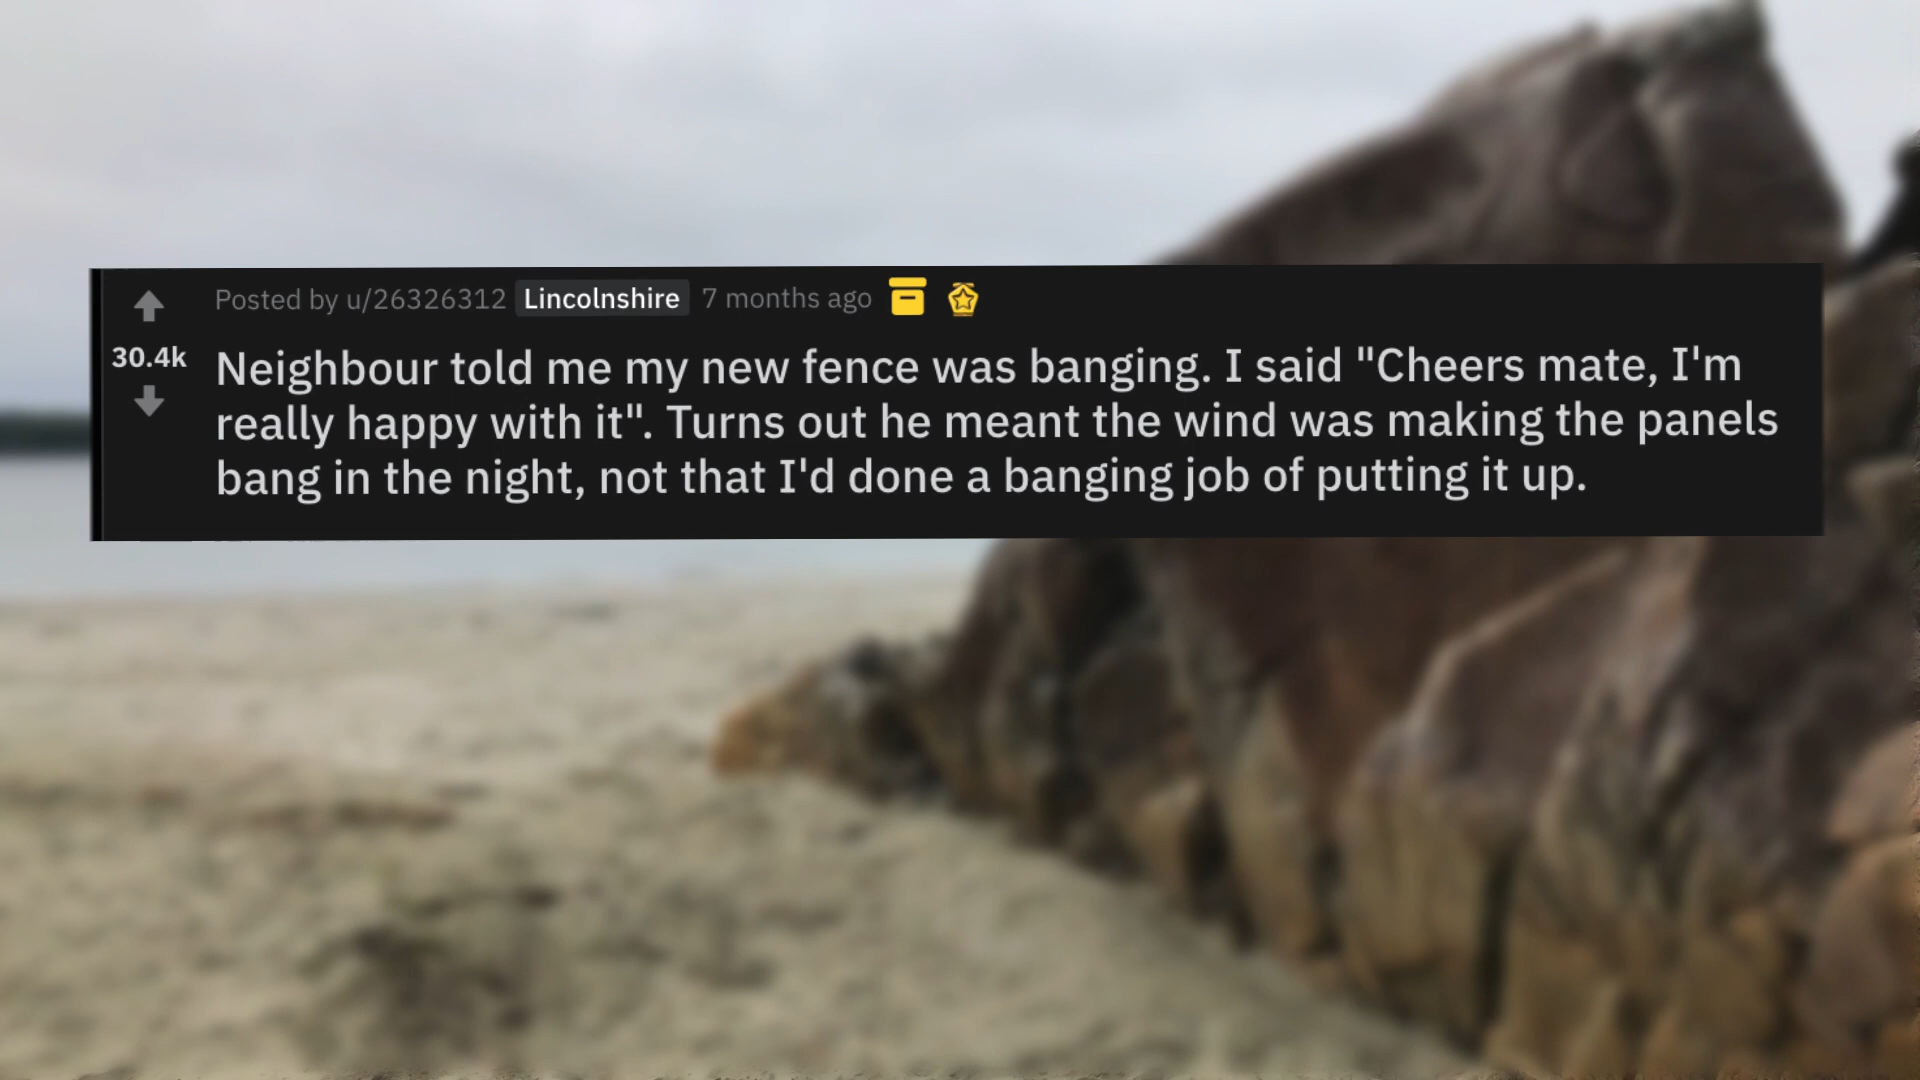 Posted by u/26326312 Lincolnshire 7 months ago
30.4k
Neighbour told me my new fence was banging. I said "Cheers mate, I'm
really happy with it". Turns out he meant the wind was making the panels
bang in the night, not that I'd done a banging job of putting it up.